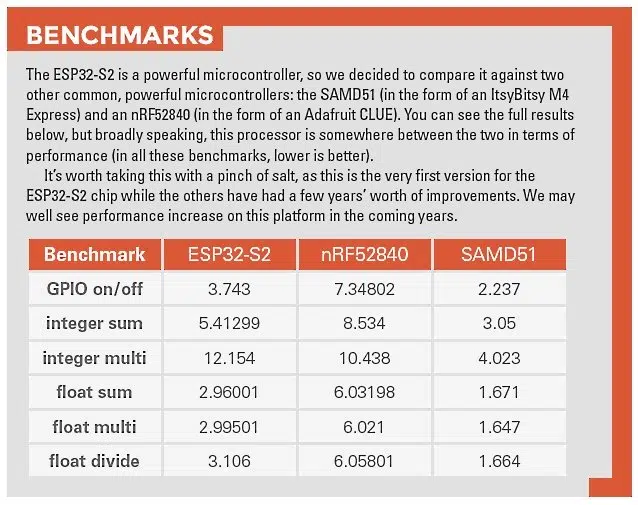 BENCHMARKS
The ESP32-S2 is a powerful microcontroller, so we decided to compare it against two
other common, powerful microcontrollers: the SAMD51 (in the form of an ItsyBitsy M4
Express) and an nRF52840 (in the form of an Adafruit CLUE). You can see the full results
below, but broadly speaking, this processor is somewhere between the two in terms of
performance (in all these benchmarks, lower is better).
It's worth taking this with a pinch of salt, as this is the very first version for the
ESP32-S2 chip while the others have had a few years' worth of improvements. We may
well see performance increase on this platform in the coming years.
Benchmark ESP32-S2 nRF52840 SAMD51
GPIO on/off 3.743 7.34802 2.237
integer sum 5.41299 8.534 3.05
integer multi 12.154 10.438 4.023
float sum 2.96001 6.03198 1.671
float multi 2.99501 6.021 1.647
float divide 3.106 6.05801 1.664